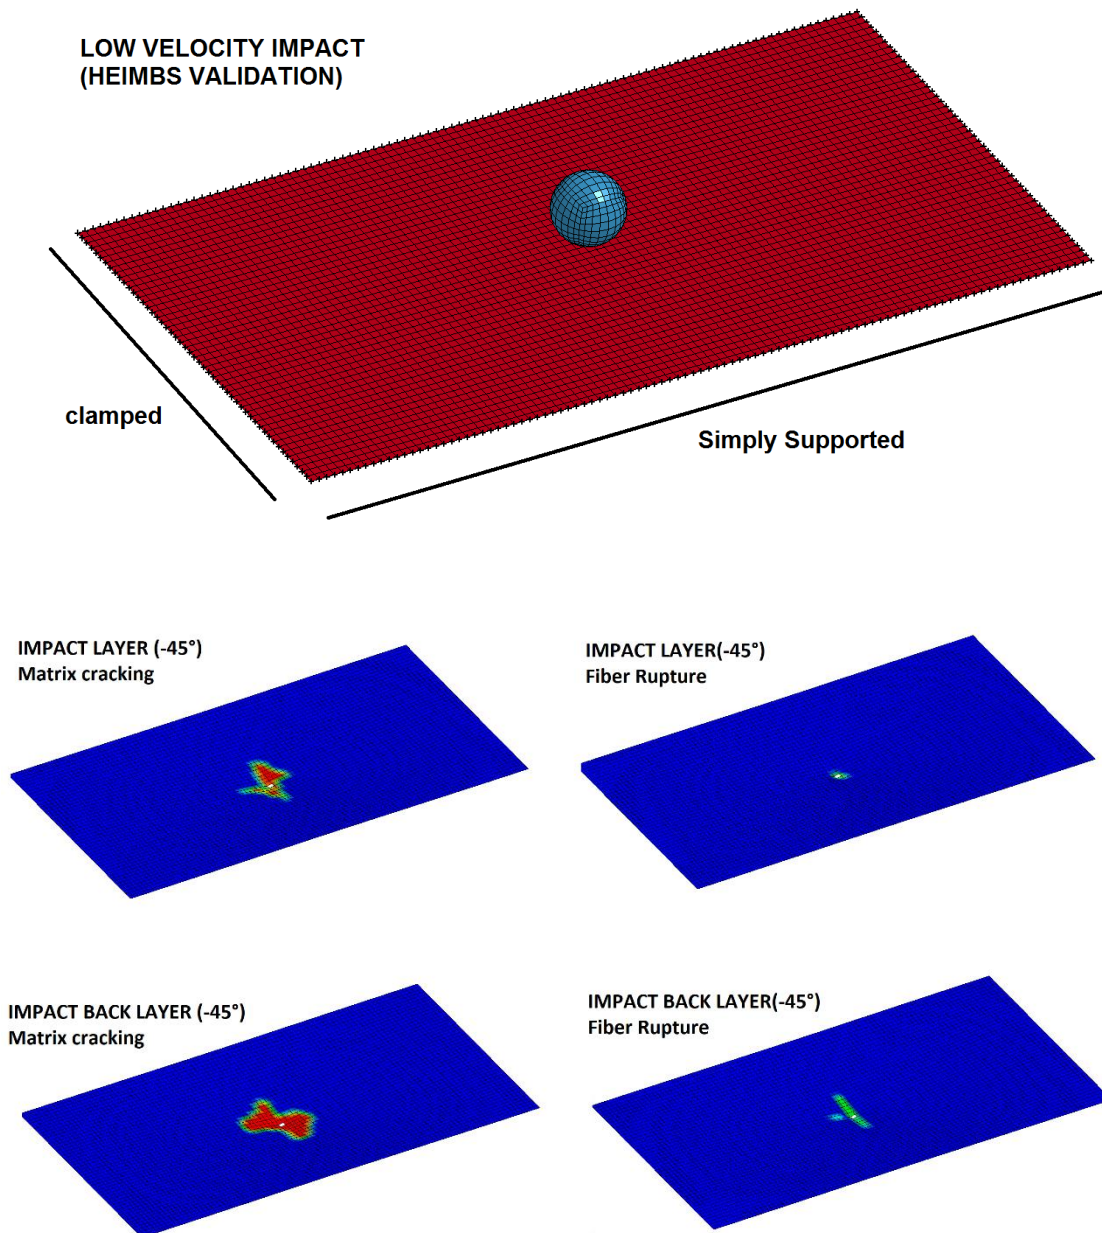 LOW VELOCITY IMPACT
(HEIMBS VALIDATION)
clamped
Simply Supported
IMPACT LAYER (-45°)
Matrix cracking
IMPACT LAYER(-45°)
Fiber Rupture
IMPACT BACK LAYER (-45°)
Matrix cracking
IMPACT BACK LAYER(-45°)
Fiber Rupture